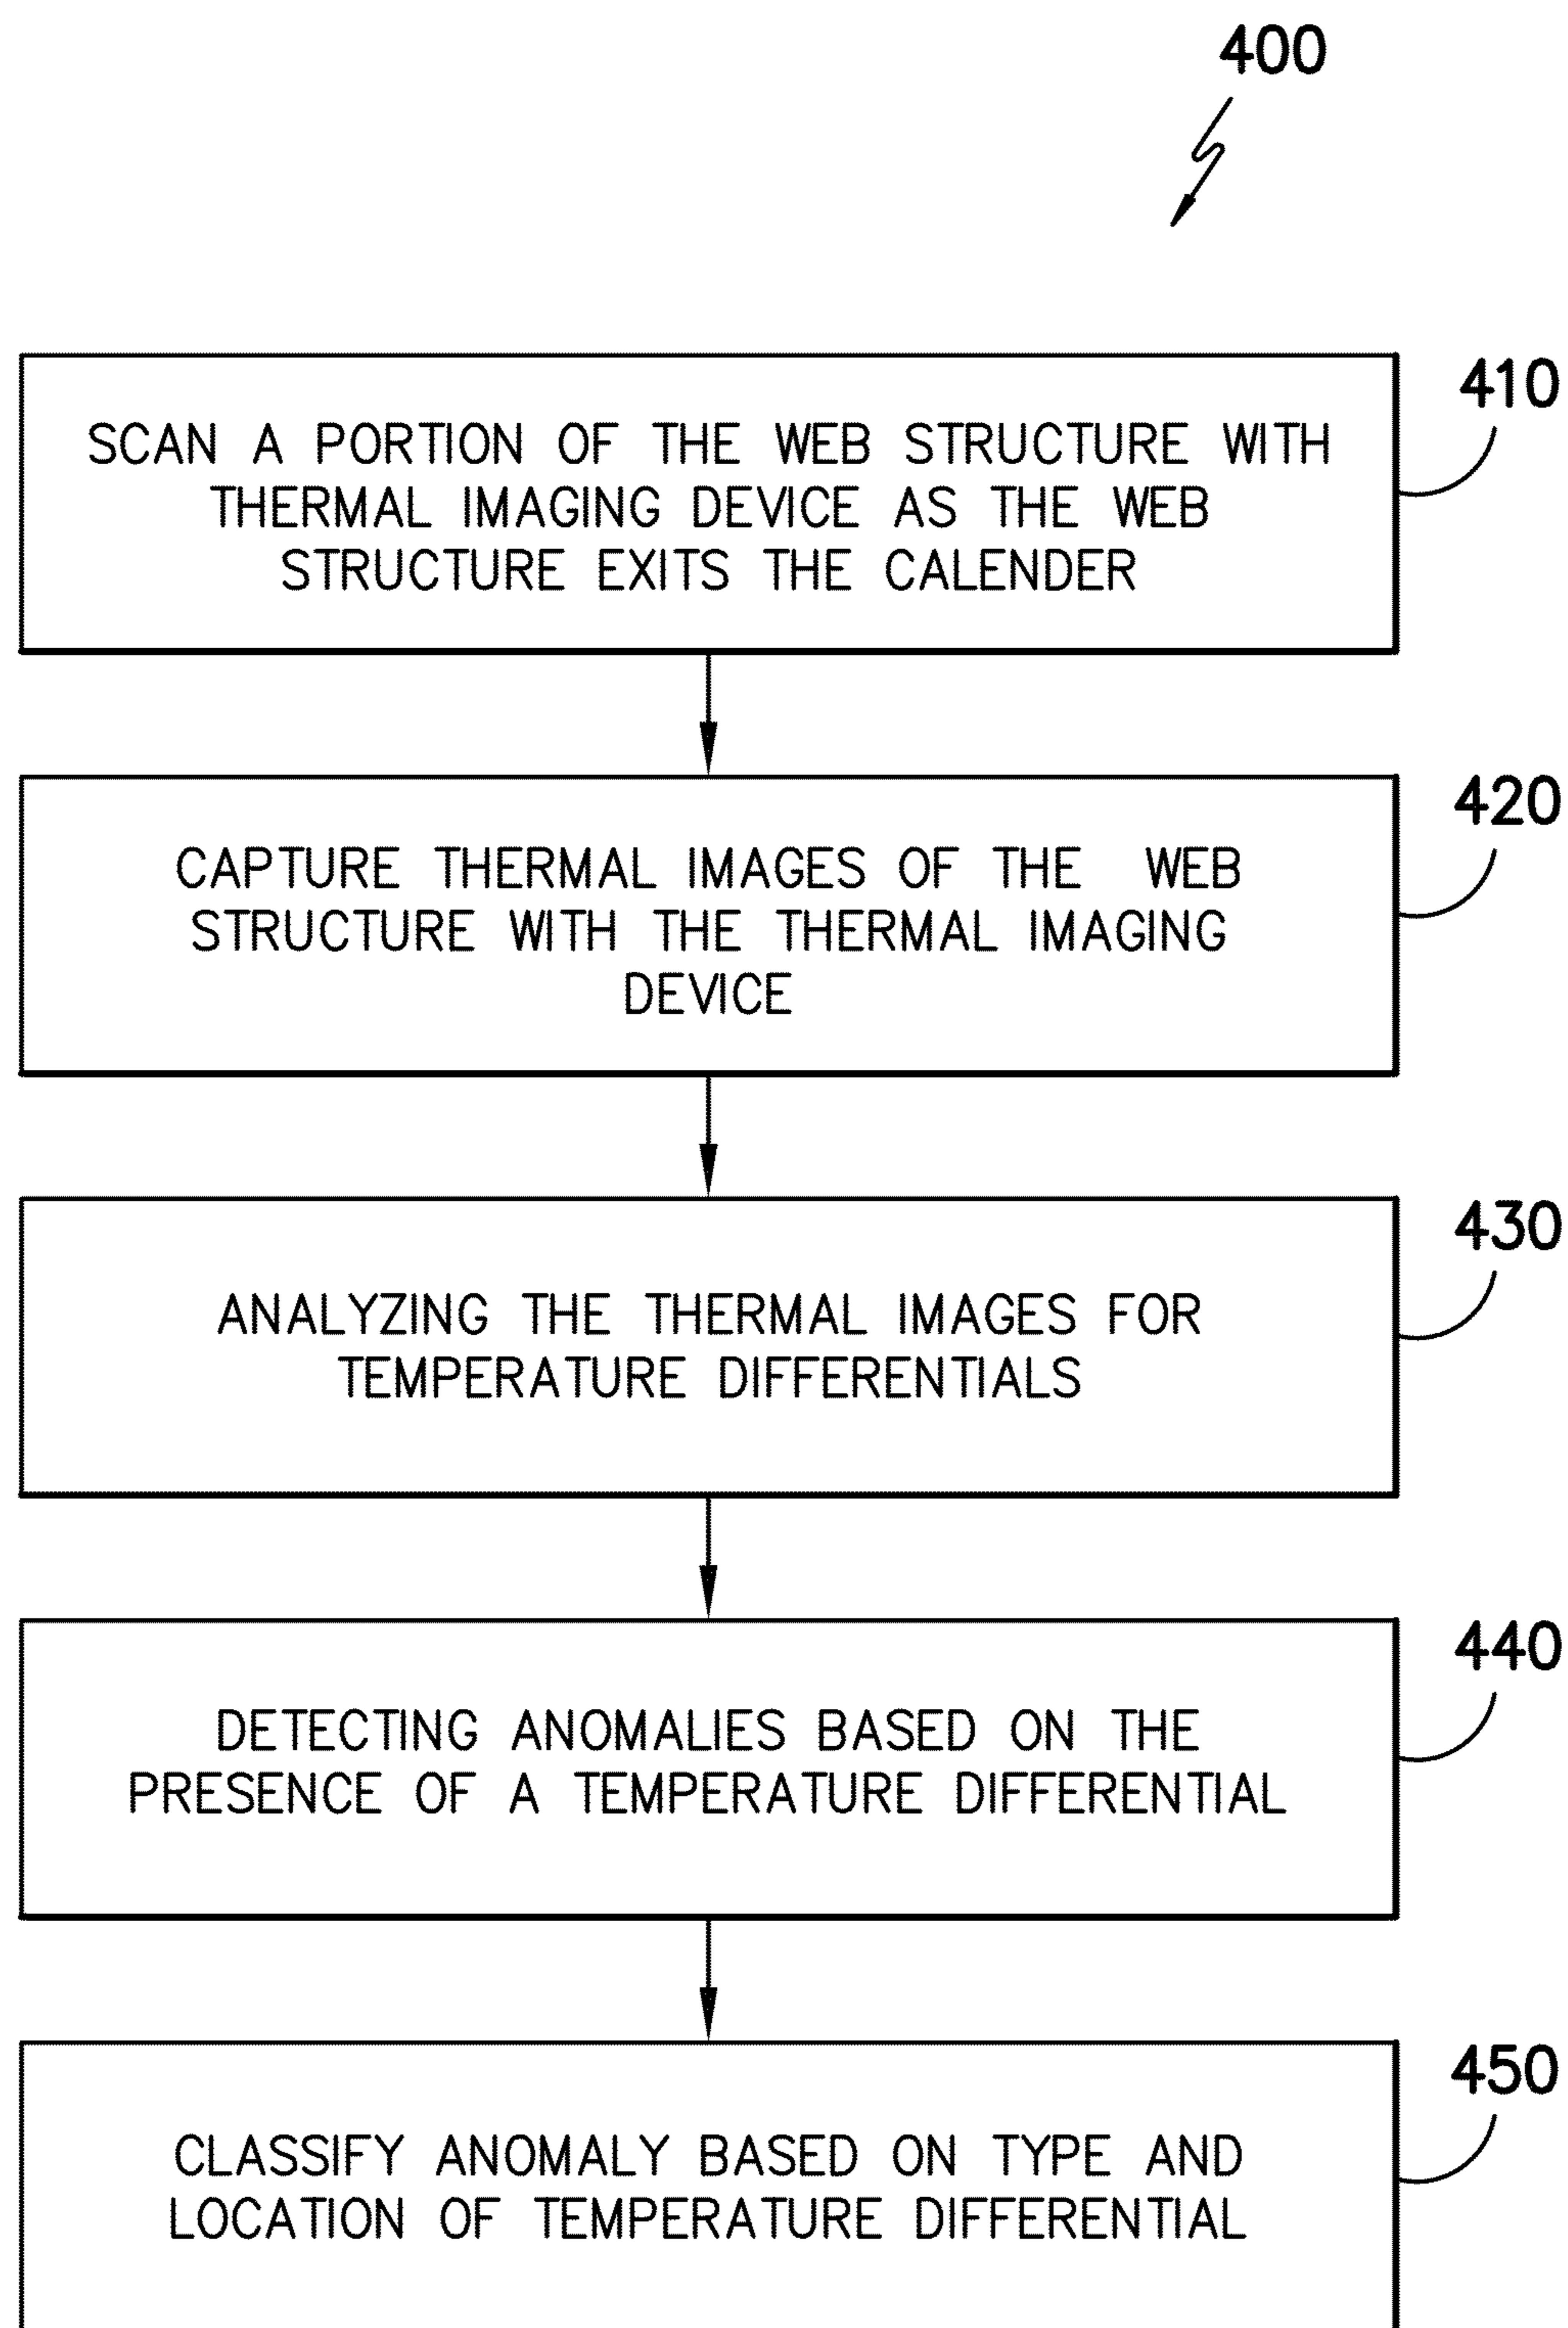 400
410
SCAN A PORTION OF THE WEB STRUCTURE WITH
THERMAL IMAGING DEVICE AS THE WEB
STRUCTURE EXITS THE CALENDER
420
CAPTURE THERMAL IMAGES OF THE WEB
STRUCTURE WITH THE THERMAL IMAGING
DEVICE
430
ANALYZING THE THERMAL IMAGES FOR
TEMPERATURE DIFFERENTIALS
440
DETECTING ANOMALIES BASED ON THE
PRESENCE OF A TEMPERATURE DIFFERENTIAL
450
CLASSIFY ANOMALY BASED ON TYPE AND
LOCATION OF TEMPERATURE DIFFERENTIAL